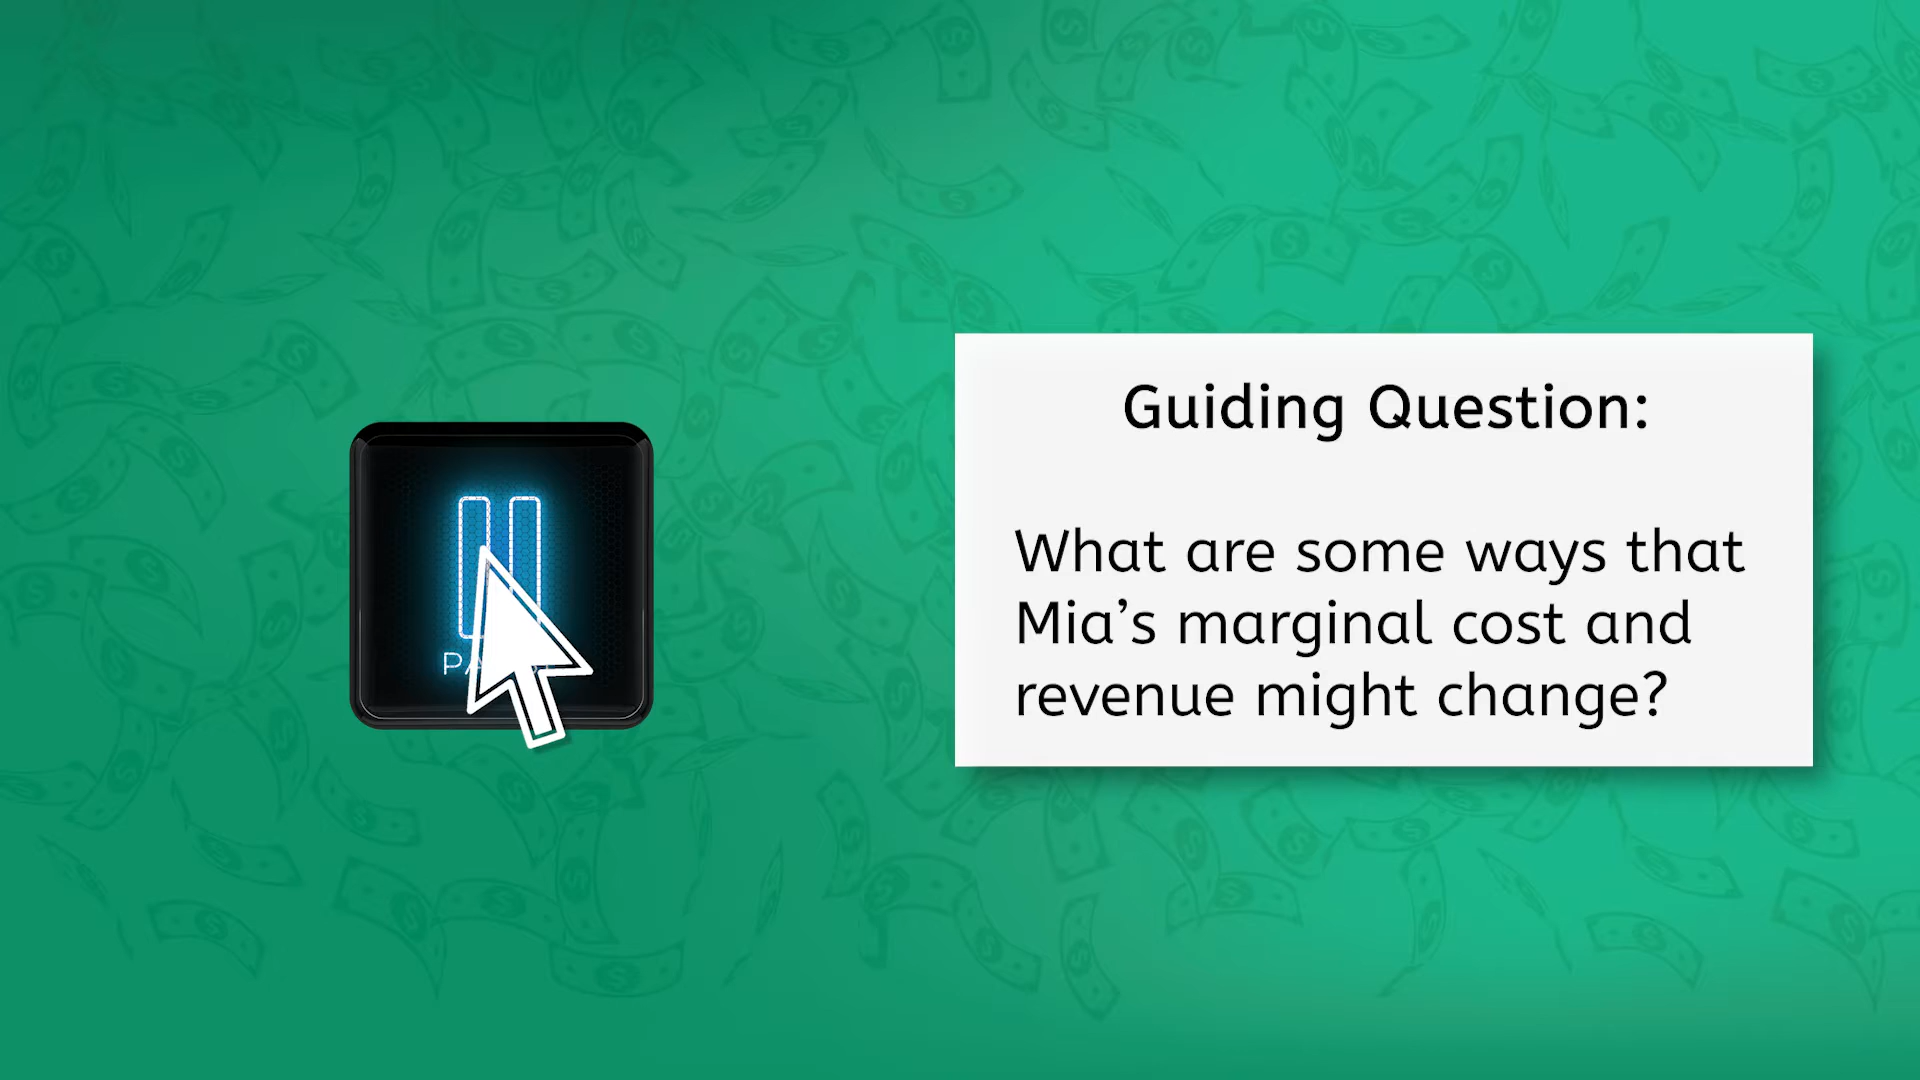 Guiding Question:
What are some ways that
Mia’s marginal cost and
revenue might change?